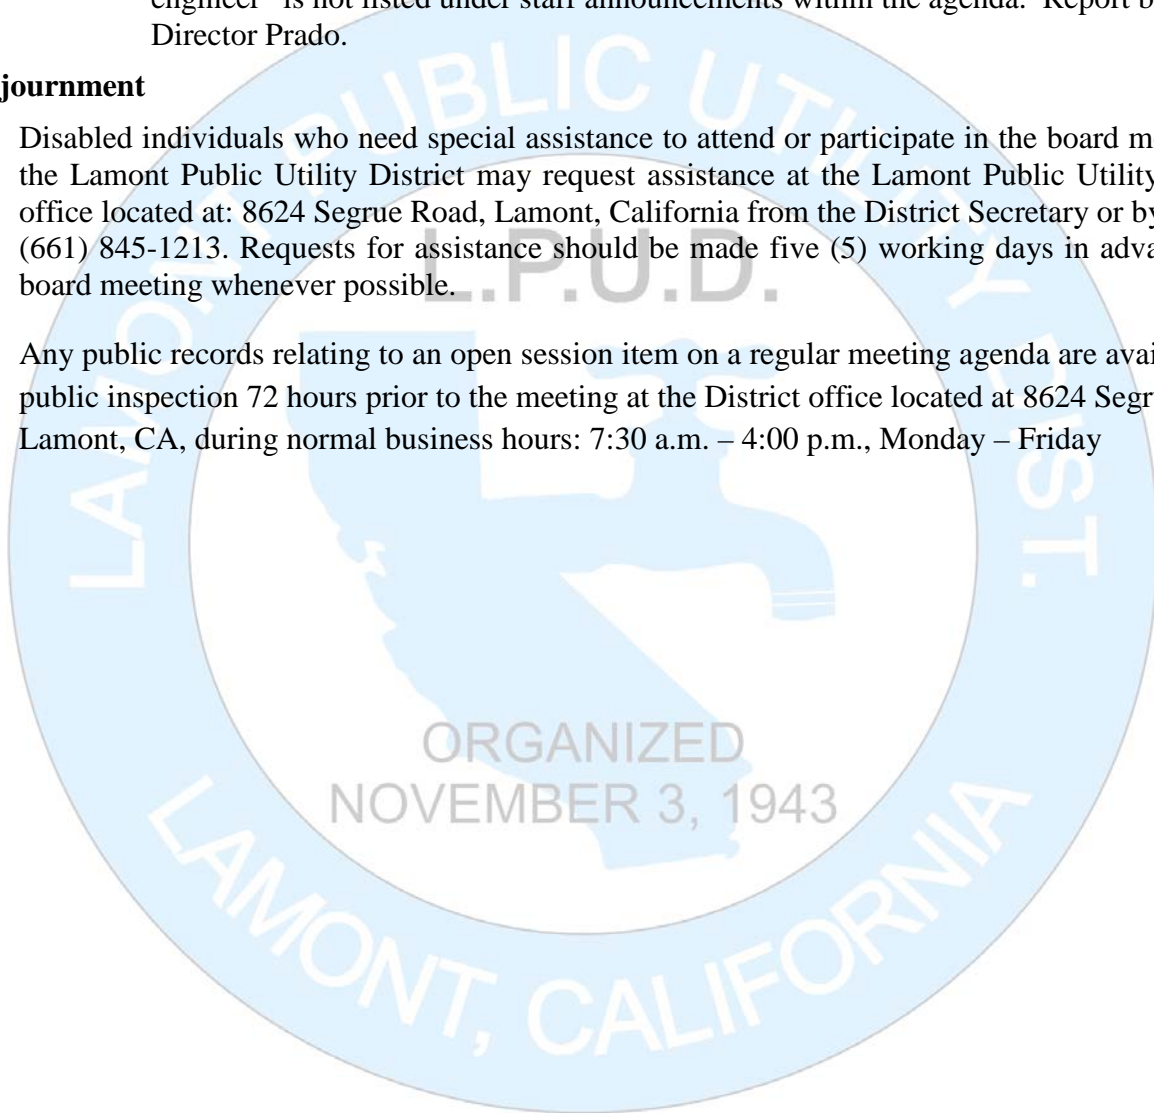 engineer" is not listed under staff announcements within the agenda. Report b
Director Prado.
journment
Disabled individuals who need special assistance to attend or participate in the board m
the Lamont Public Utility District may request assistance at the Lamont Public Utility
office located at: 8624 Segrue Road, Lamont, California from the District Secretary or by
(661) 845-1213. Requests for assistance should be made five (5) working days in adva
board meeting whenever possible.
Any public records relating to an open session item on a regular meeting agenda are avai
public inspection 72 hours prior to the meeting at the District office located at 8624 Segr
Lamont, CA, during normal business hours: 7:30 a.m. – 4:00 p.m., Monday – Friday
LAMONT PUBLIC UTILITY DIST.
L.P.U.D.
ORGANIZED
NOVEMBER 3, 1943
LAMONT, CALIFORNIA